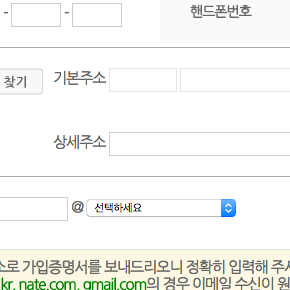 - - 핸드폰번호
찾기 기본주소
상세주소
@ 선택하세요
소로 가입증명서를 보내드리오니 정확히 입력해 주시
kr, nate.com, gmail.com의 경우 이메일 수신이 원